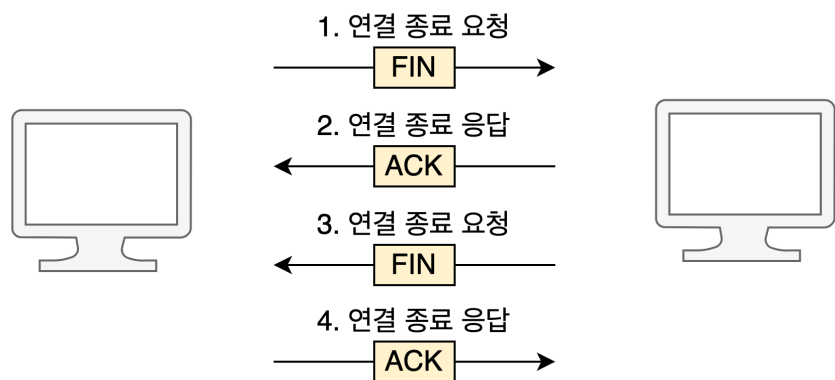 1. 연결 종료 요청
FIN
2. 연결 종료 응답
ACK
3. 연결 종료 요청
FIN
4. 연결 종료 응답
ACK